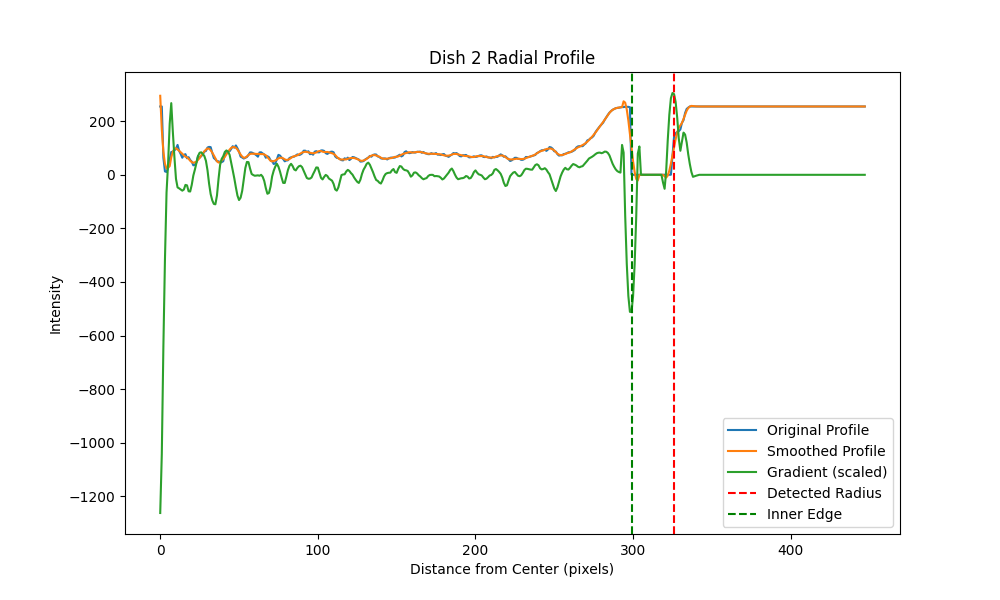 Dish 2 Radial Profile
Intensity
200
0
−200
−400
−600
−800
−1000
−1200
0 100 200 300 400
Distance from Center (pixels)
Original Profile
Smoothed Profile
Gradient (scaled)
Detected Radius
Inner Edge